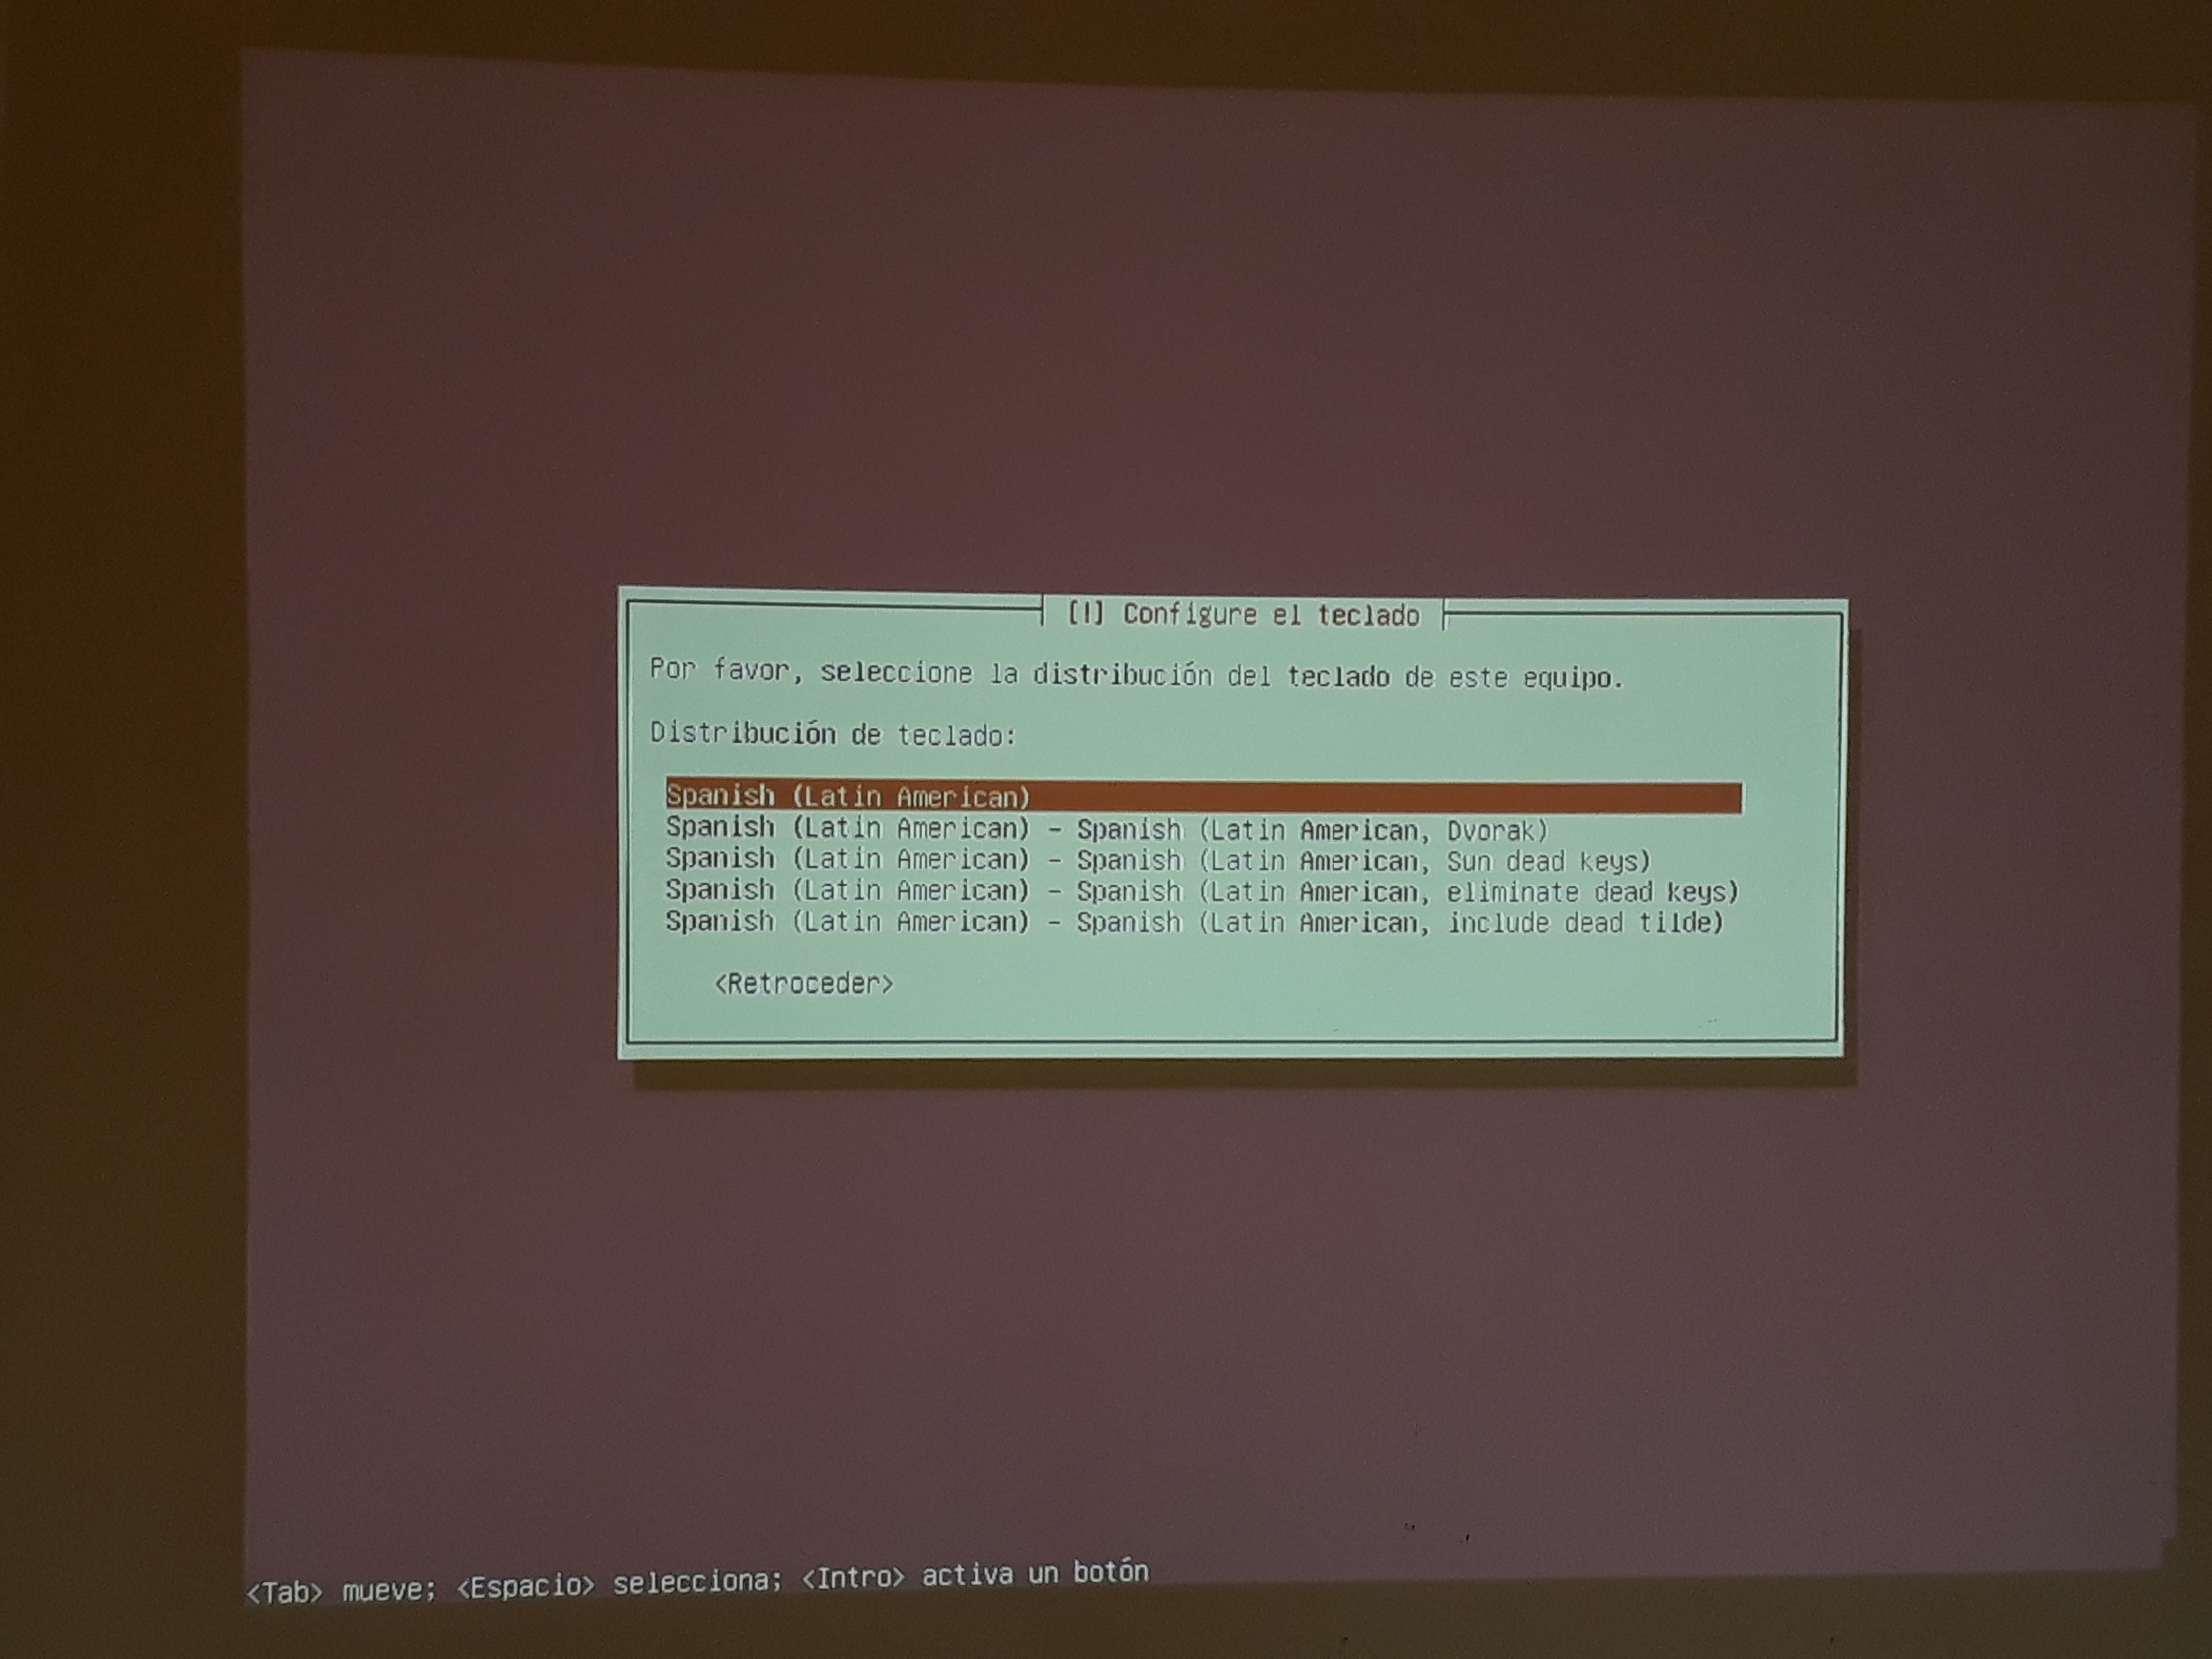 [!] Configure el teclado
Por favor, seleccione la distribución del teclado de este equipo.
Distribución de teclado:
Spanish (Latin American)
Spanish (Latin American) - Spanish (Latin American, Dvorak)
Spanish (Latin American) - Spanish (Latin American, Sun dead keys)
Spanish (Latin American) - Spanish (Latin American, eliminate dead keys)
Spanish (Latin American) - Spanish (Latin American, include dead tilde)
<Retroceder>
<Tab> mueve; <Espacio> selecciona; <Intro> activa un botón